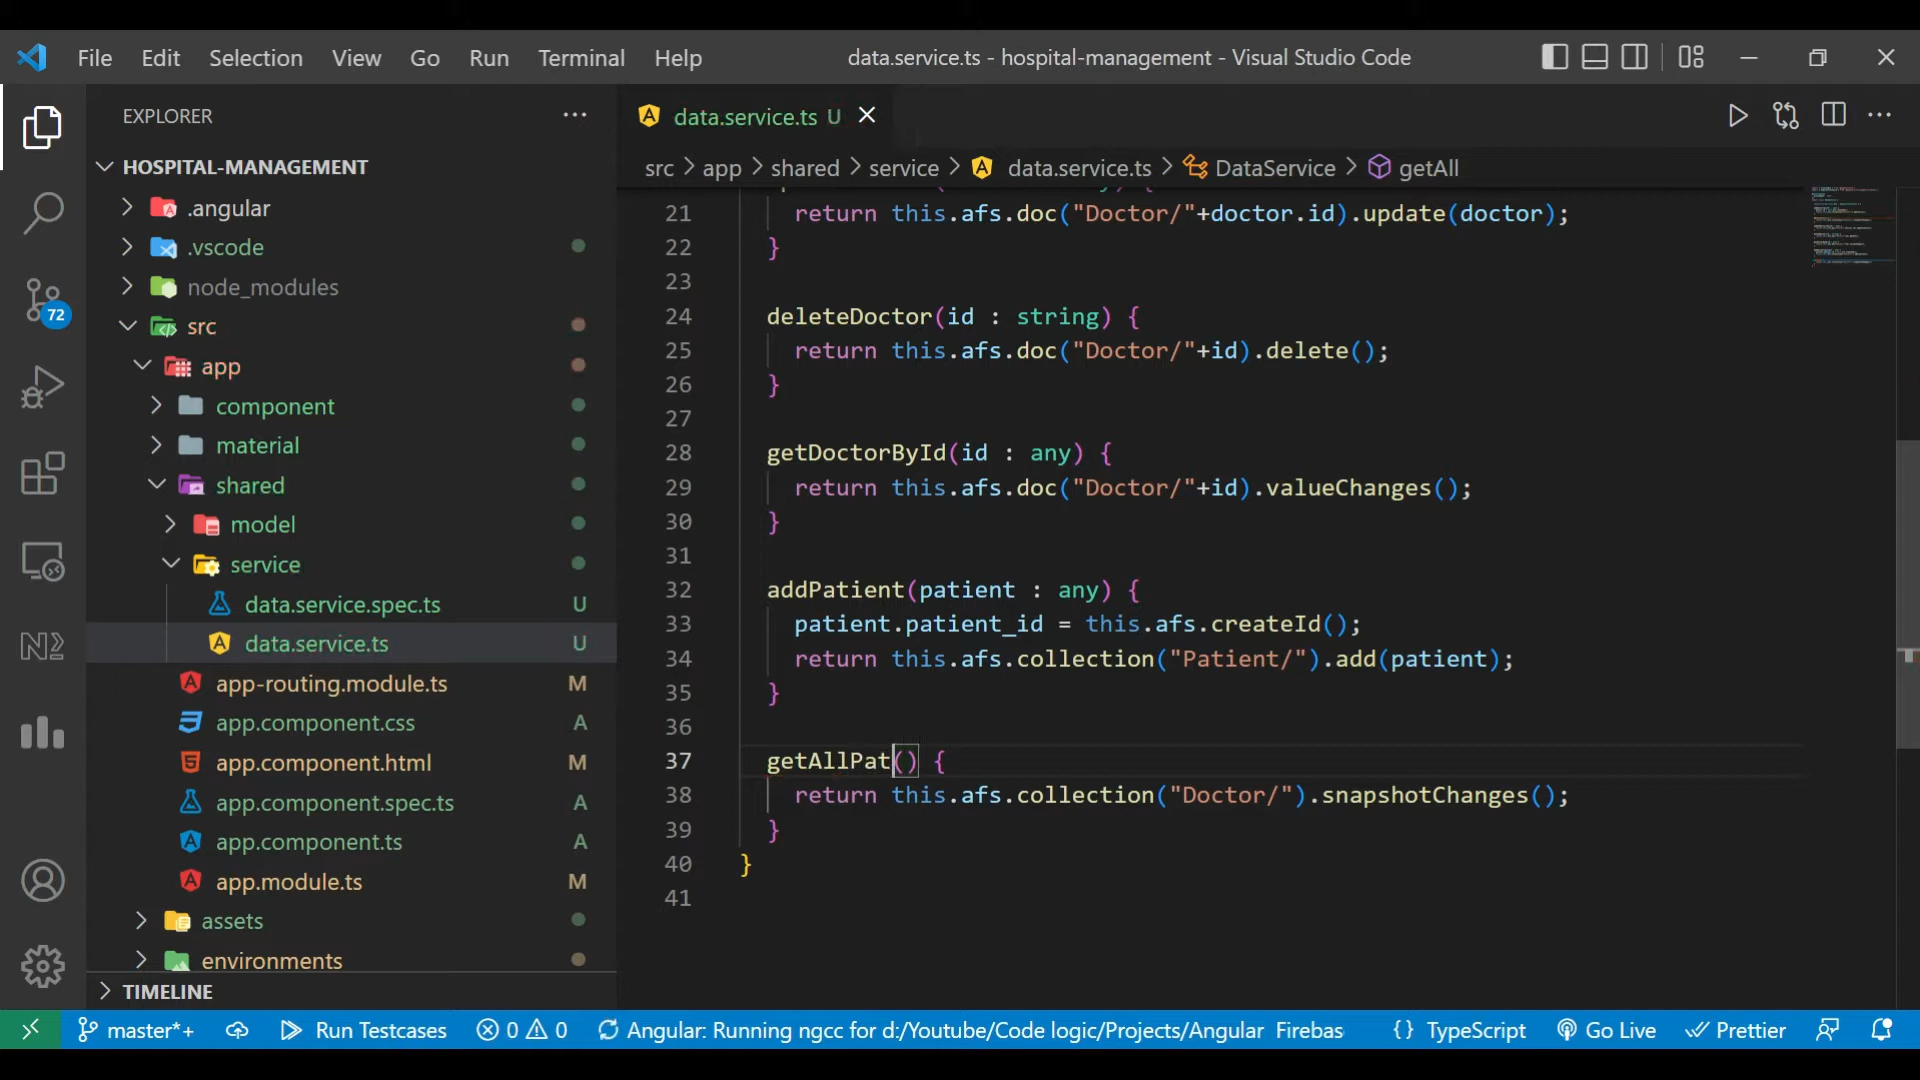 File Edit Selection View Go Run Terminal Help data.service.ts - hospital-management - Visual Studio Code
EXPLORER
HOSPITAL-MANAGEMENT
.angular
.vscode
node_modules
src
app
component
material
shared
model
service
data.service.spec.ts U
data.service.ts U
app-routing.module.ts M
app.component.css A
app.component.html M
app.component.spec.ts A
app.component.ts A
app.module.ts M
assets
environments
TIMELINE
72
data.service.ts U
src > app > shared > service > data.service.ts > DataService > getAll
21 return this.afs.doc("Doctor/"+doctor.id).update(doctor);
22 }
23
24 deleteDoctor(id : string) {
25 return this.afs.doc("Doctor/"+id).delete();
26 }
27
28 getDoctorById(id : any) {
29 return this.afs.doc("Doctor/"+id).valueChanges();
30 }
31
32 addPatient(patient : any) {
33 patient.patient_id = this.afs.createId();
34 return this.afs.collection("Patient/").add(patient);
35 }
36
37 getAllPat() {
38 return this.afs.collection("Doctor/").snapshotChanges();
39 }
40 }
41
master*+ Run Testcases 0 0 Angular: Running ngcc for d:/Youtube/Code logic/Projects/Angular Firebas {} TypeScript Go Live Prettier